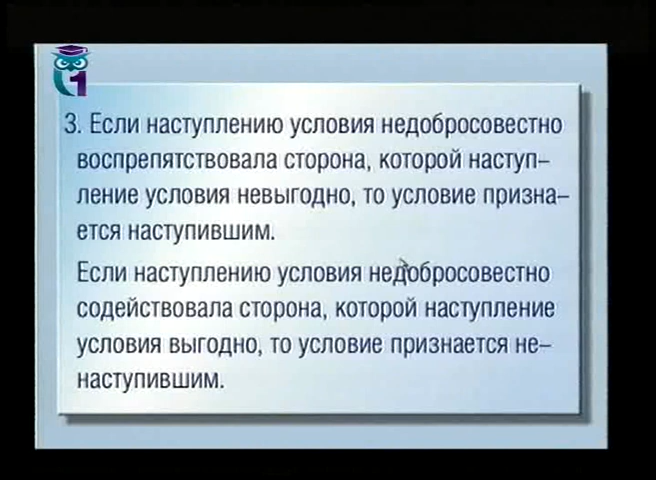 1
3. Если наступлению условия недобросовестно
воспрепятствовала сторона, которой наступ–
ление условия невыгодно, то условие призна–
ется наступившим.
Если наступлению условия недобросовестно
содействовала сторона, которой наступление
условия выгодно, то условие признается не–
наступившим.